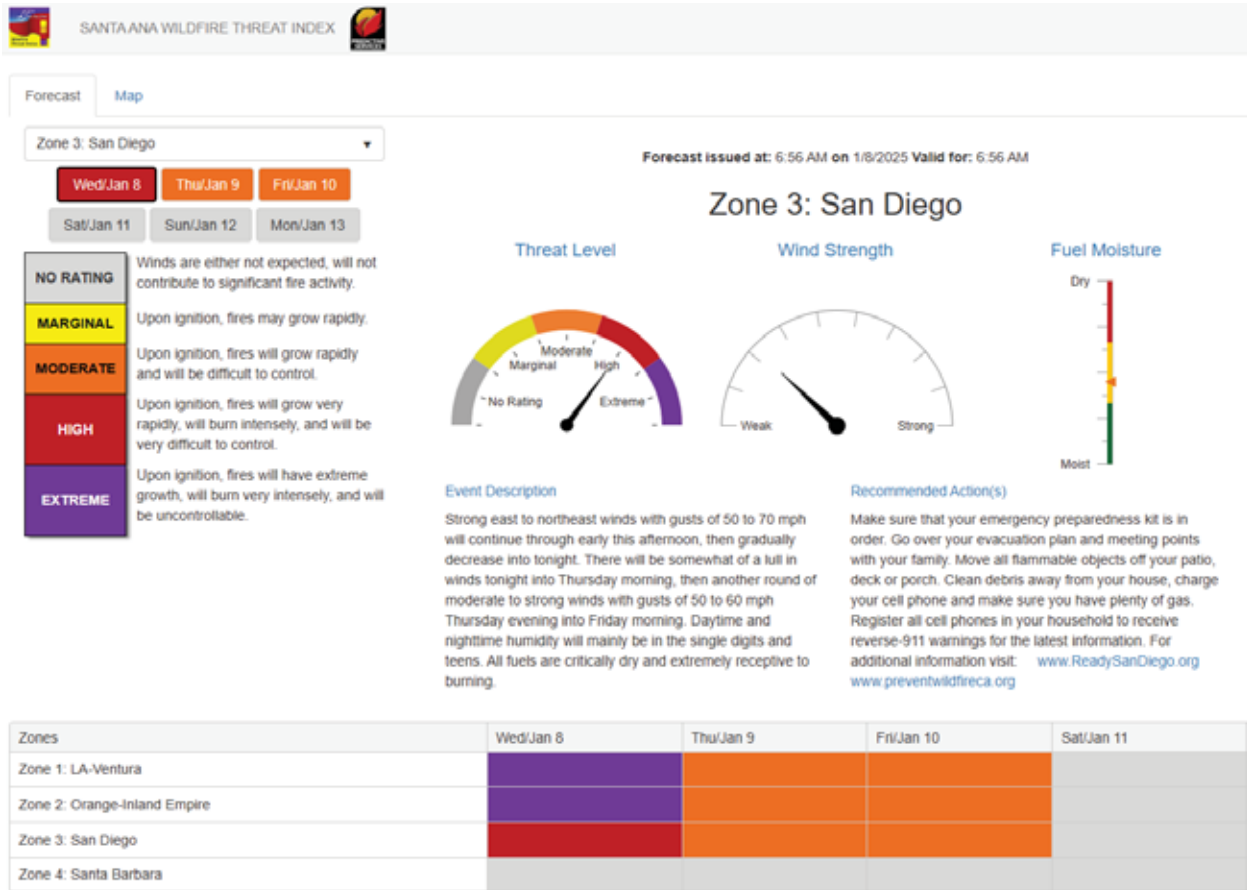 SANTA ANA WILDFIRE THREAT INDEX
Forecast
Map
Zone 3: San Diego
Wed/Jan 8
Thu/Jan 9
Fri/Jan 10
Sat/Jan 11
Sun/Jan 12
Mon/Jan 13
NO RATING
Winds are either not expected, will not
contribute to significant fire activity.
MARGINAL
Upon ignition, fires may grow rapidly.
MODERATE
Upon ignition, fires will grow rapidly
and will be difficult to control.
HIGH
Upon ignition, fires will grow very
rapidly, will burn intensely, and will be
very difficult to control.
EXTREME
Upon ignition, fires will have extreme
growth, will burn very intensely, and will
be uncontrollable.
Forecast issued at: 6:56 AM on 1/8/2025 Valid for: 6:56 AM
Zone 3: San Diego
Threat Level
No Rating
Marginal
Moderate
High
Extreme
Wind Strength
Weak
Strong
Fuel Moisture
Dry
Moist
Event Description
Strong east to northeast winds with gusts of 50 to 70 mph
will continue through early this afternoon, then gradually
decrease into tonight. There will be somewhat of a lull in
winds tonight into Thursday morning, then another round of
moderate to strong winds with gusts of 50 to 60 mph
Thursday evening into Friday morning. Daytime and
nighttime humidity will mainly be in the single digits and
teens. All fuels are critically dry and extremely receptive to
burning.
Recommended Action(s)
Make sure that your emergency preparedness kit is in
order. Go over your evacuation plan and meeting points
with your family. Move all flammable objects off your patio,
deck or porch. Clean debris away from your house, charge
your cell phone and make sure you have plenty of gas.
Register all cell phones in your household to receive
reverse-911 warnings for the latest information. For
additional information visit: www.ReadySanDiego.org
www.preventwildfireca.org
Zones
Wed/Jan 8
Thu/Jan 9
Fri/Jan 10
Sat/Jan 11
Zone 1: LA-Ventura
Zone 2: Orange-Inland Empire
Zone 3: San Diego
Zone 4: Santa Barbara